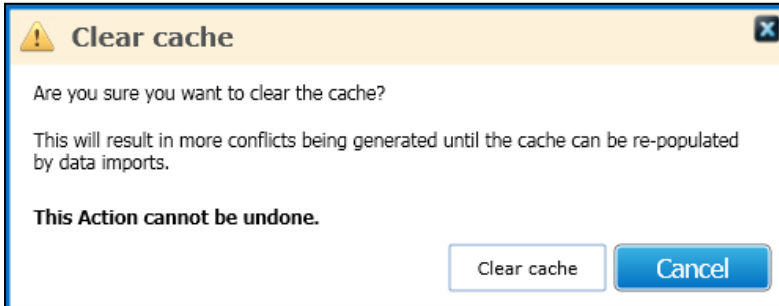 Clear cache
Are you sure you want to clear the cache?
This will result in more conflicts being generated until the cache can be re-populated
by data imports.
This Action cannot be undone.
Clear cache
Cancel